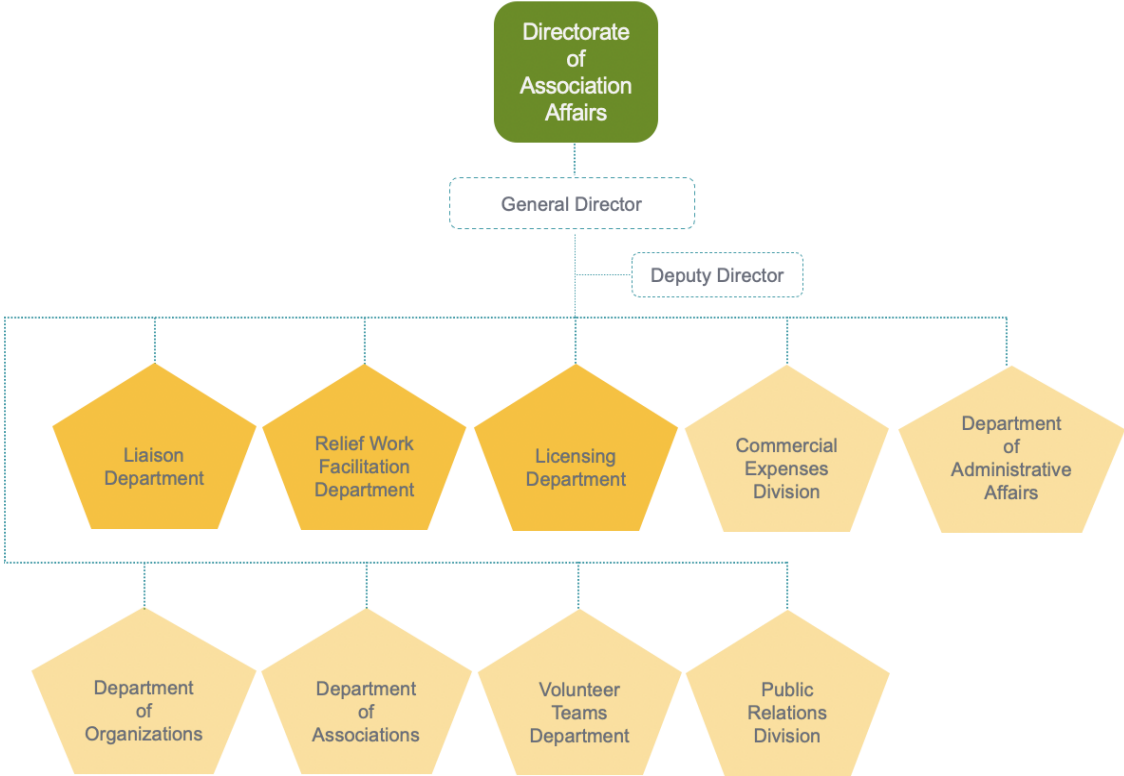 Directorate
of
Association
Affairs
General Director
Deputy Director
Liaison
Department
Relief Work
Facilitation
Department
Licensing
Department
Commercial
Expenses
Division
Department
of
Administrative
Affairs
Department
of
Organizations
Department
of
Associations
Volunteer
Teams
Department
Public
Relations
Division